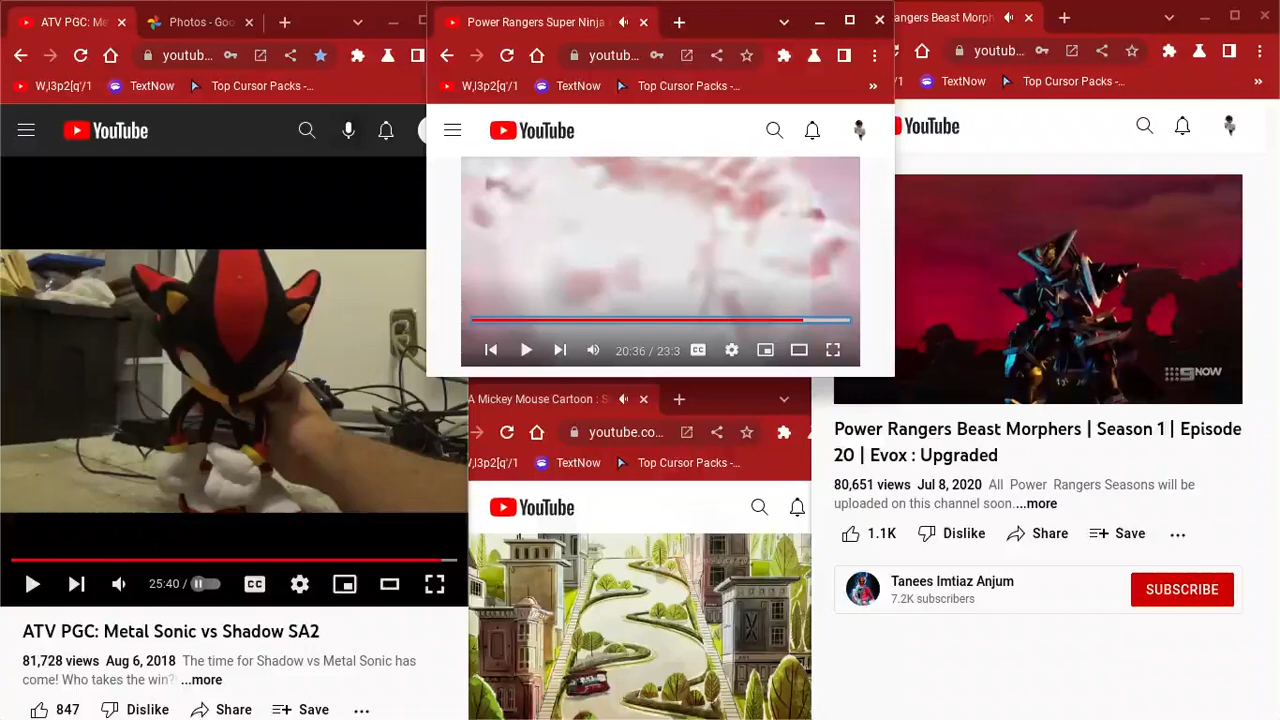 ATV PGC: Me
Photos - Goo
youtub...
W,l3p2[q'/1
TextNow
Top Cursor Packs -...
YouTube
25:40 /
CC
ATV PGC: Metal Sonic vs Shadow SA2
81,728 views Aug 6, 2018 The time for Shadow vs Metal Sonic has
come! Who takes the win? ...more
847
Dislike
Share
Save
Power Rangers Super Ninja
youtub...
W,l3p2[q'/1
TextNow
Top Cursor Packs -...
»
YouTube
20:36 / 23:3
CC
A Mickey Mouse Cartoon : S
youtube.co...
W,l3p2[q'/1
TextNow
Top Cursor Packs -...
YouTube
angers Beast Morph
youtub...
/1
TextNow
Top Cursor Packs -...
»
YouTube
9NOW
Power Rangers Beast Morphers | Season 1 | Episode
20 | Evox : Upgraded
80,651 views Jul 8, 2020 All Power Rangers Seasons will be
uploaded on this channel soon....more
1.1K
Dislike
Share
Save
Tanees Imtiaz Anjum
7.2K subscribers
SUBSCRIBE